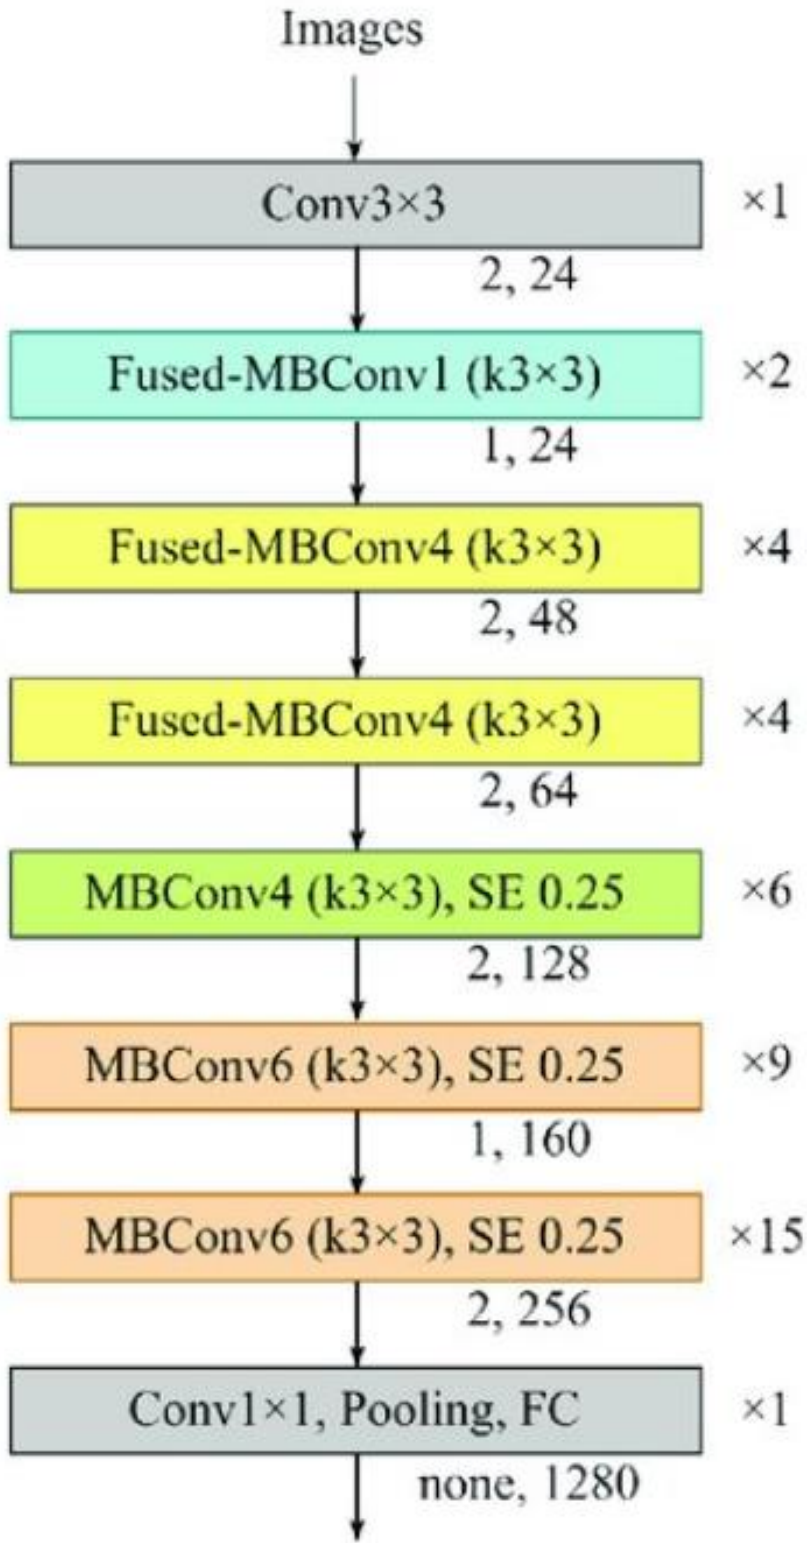 Images
Conv3×3 ×1
2, 24
Fused-MBConv1 (k3×3) ×2
1, 24
Fused-MBConv4 (k3×3) ×4
2, 48
Fused-MBConv4 (k3×3) ×4
2, 64
MBConv4 (k3×3), SE 0.25 ×6
2, 128
MBConv6 (k3×3), SE 0.25 ×9
1, 160
MBConv6 (k3×3), SE 0.25 ×15
2, 256
Conv1×1, Pooling, FC ×1
none, 1280